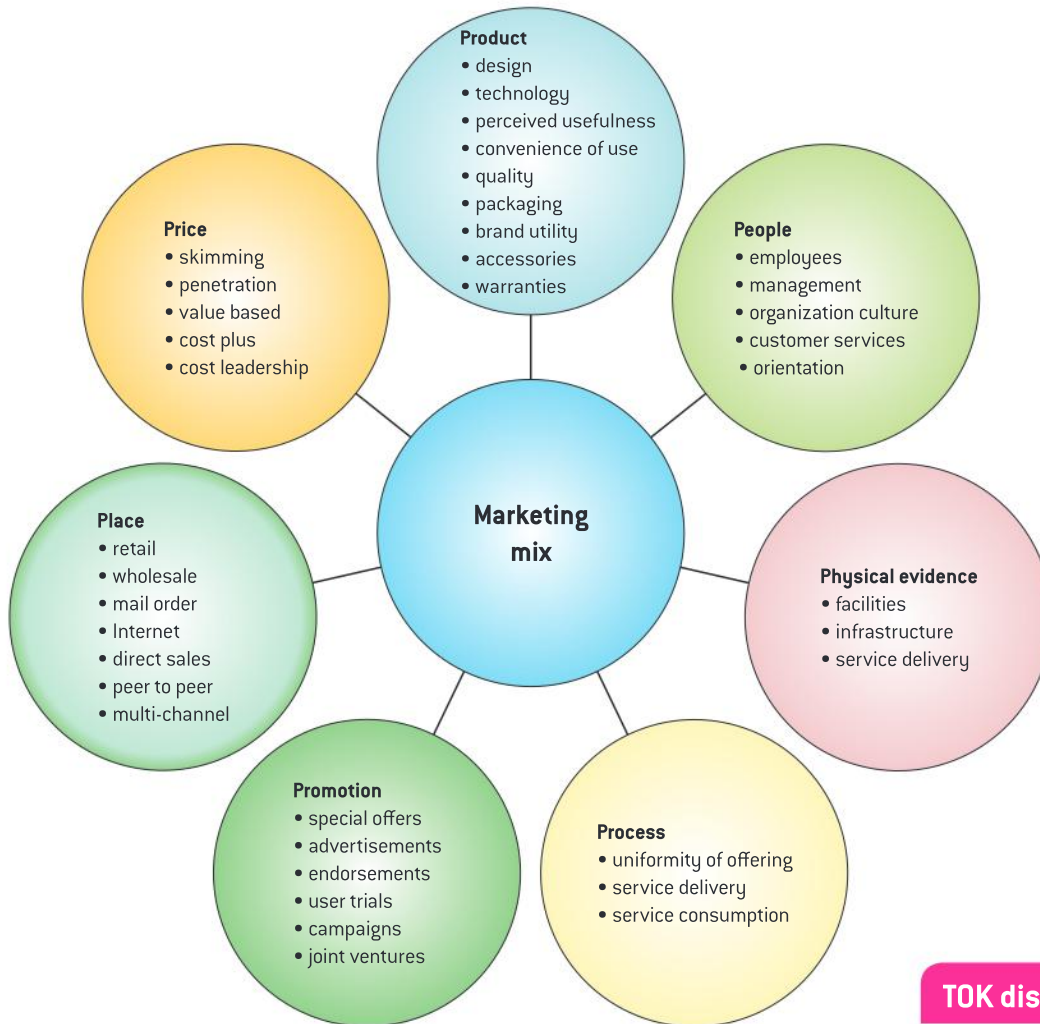 Product
• design
• technology
• perceived usefulness
• convenience of use
• quality
• packaging
• brand utility
• accessories
• warranties
Price
• skimming
• penetration
• value based
• cost plus
• cost leadership
People
• employees
• management
• organization culture
• customer services
• orientation
Marketing
mix
Place
• retail
• wholesale
• mail order
• Internet
• direct sales
• peer to peer
• multi-channel
Physical evidence
• facilities
• infrastructure
• service delivery
Promotion
• special offers
• advertisements
• endorsements
• user trials
• campaigns
• joint ventures
Process
• uniformity of offering
• service delivery
• service consumption
TOK dis